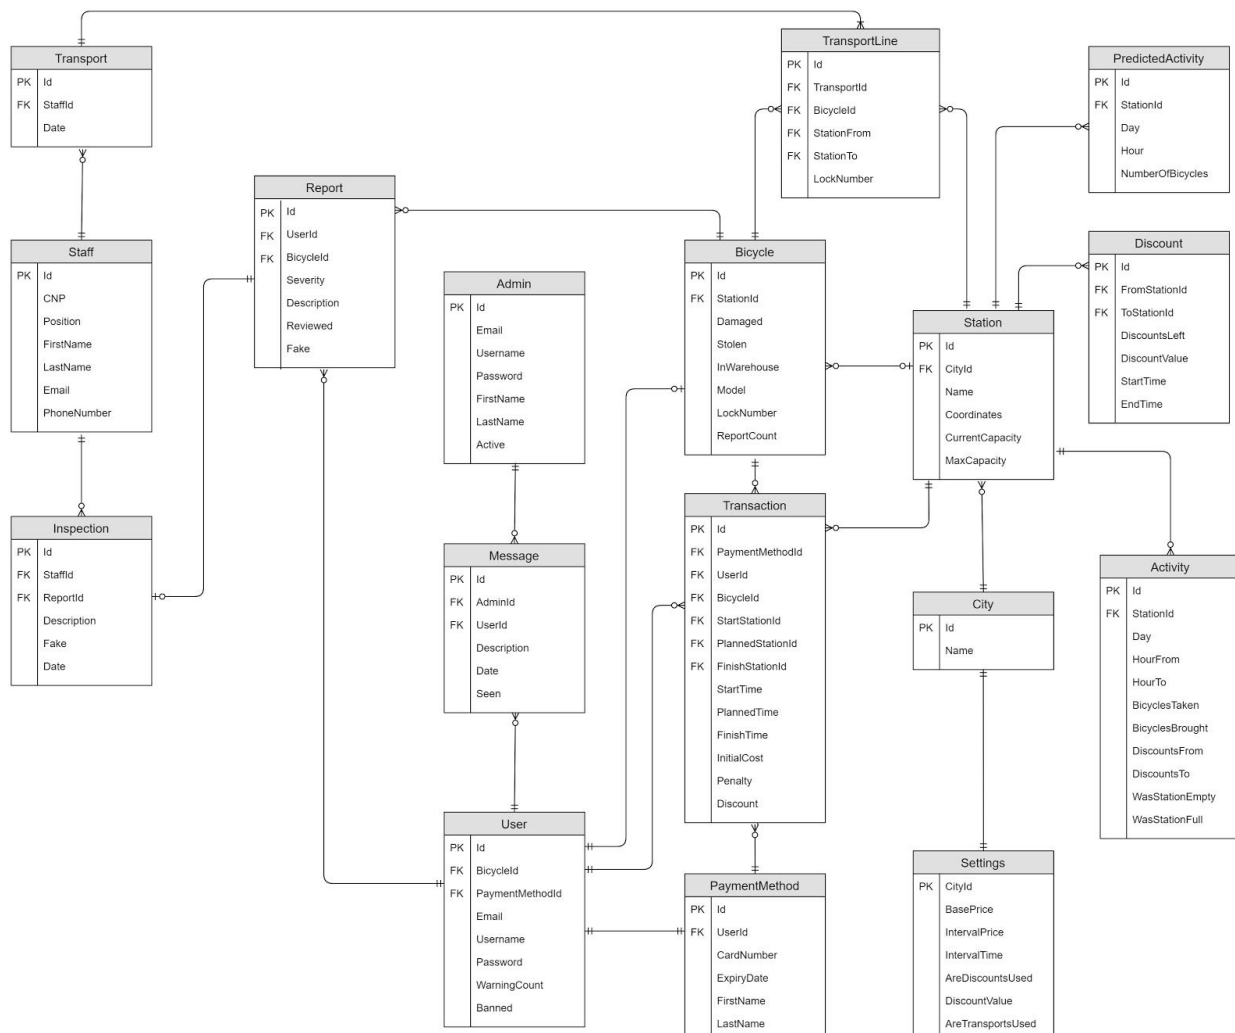 Transport
PK Id
FK StaffId
Date
TransportLine
PK Id
FK TransportId
FK BicycleId
FK StationFrom
FK StationTo
LockNumber
PredictedActivity
PK Id
FK StationId
Day
Hour
NumberOfBicycles
Report
PK Id
FK UserId
FK BicycleId
Severity
Description
Reviewed
Fake
Staff
PK Id
CNP
Position
FirstName
LastName
Email
PhoneNumber
Admin
PK Id
Email
Username
Password
FirstName
LastName
Active
Bicycle
PK Id
FK StationId
Damaged
Stolen
InWarehouse
Model
LockNumber
ReportCount
Discount
PK Id
FK FromStationId
FK ToStationId
DiscountsLeft
DiscountValue
StartTime
EndTime
Station
PK Id
FK CityId
Name
Coordinates
CurrentCapacity
MaxCapacity
Inspection
PK Id
FK StaffId
FK ReportId
Description
Fake
Date
Message
PK Id
FK AdminId
FK UserId
Description
Date
Seen
Transaction
PK Id
FK PaymentMethodId
FK UserId
FK BicycleId
FK StartStationId
FK PlannedStationId
FK FinishStationId
StartTime
PlannedTime
FinishTime
InitialCost
Penalty
Discount
City
PK Id
Name
Activity
PK Id
FK StationId
Day
HourFrom
HourTo
BicyclesTaken
BicyclesBrought
DiscountsFrom
DiscountsTo
WasStationEmpty
WasStationFull
User
PK Id
FK BicycleId
FK PaymentMethodId
Email
Username
Password
WarningCount
Banned
PaymentMethod
PK Id
FK UserId
CardNumber
ExpiryDate
FirstName
LastName
Settings
PK CityId
BasePrice
IntervalPrice
IntervalTime
AreDiscountsUsed
DiscountValue
AreTransportsUsed